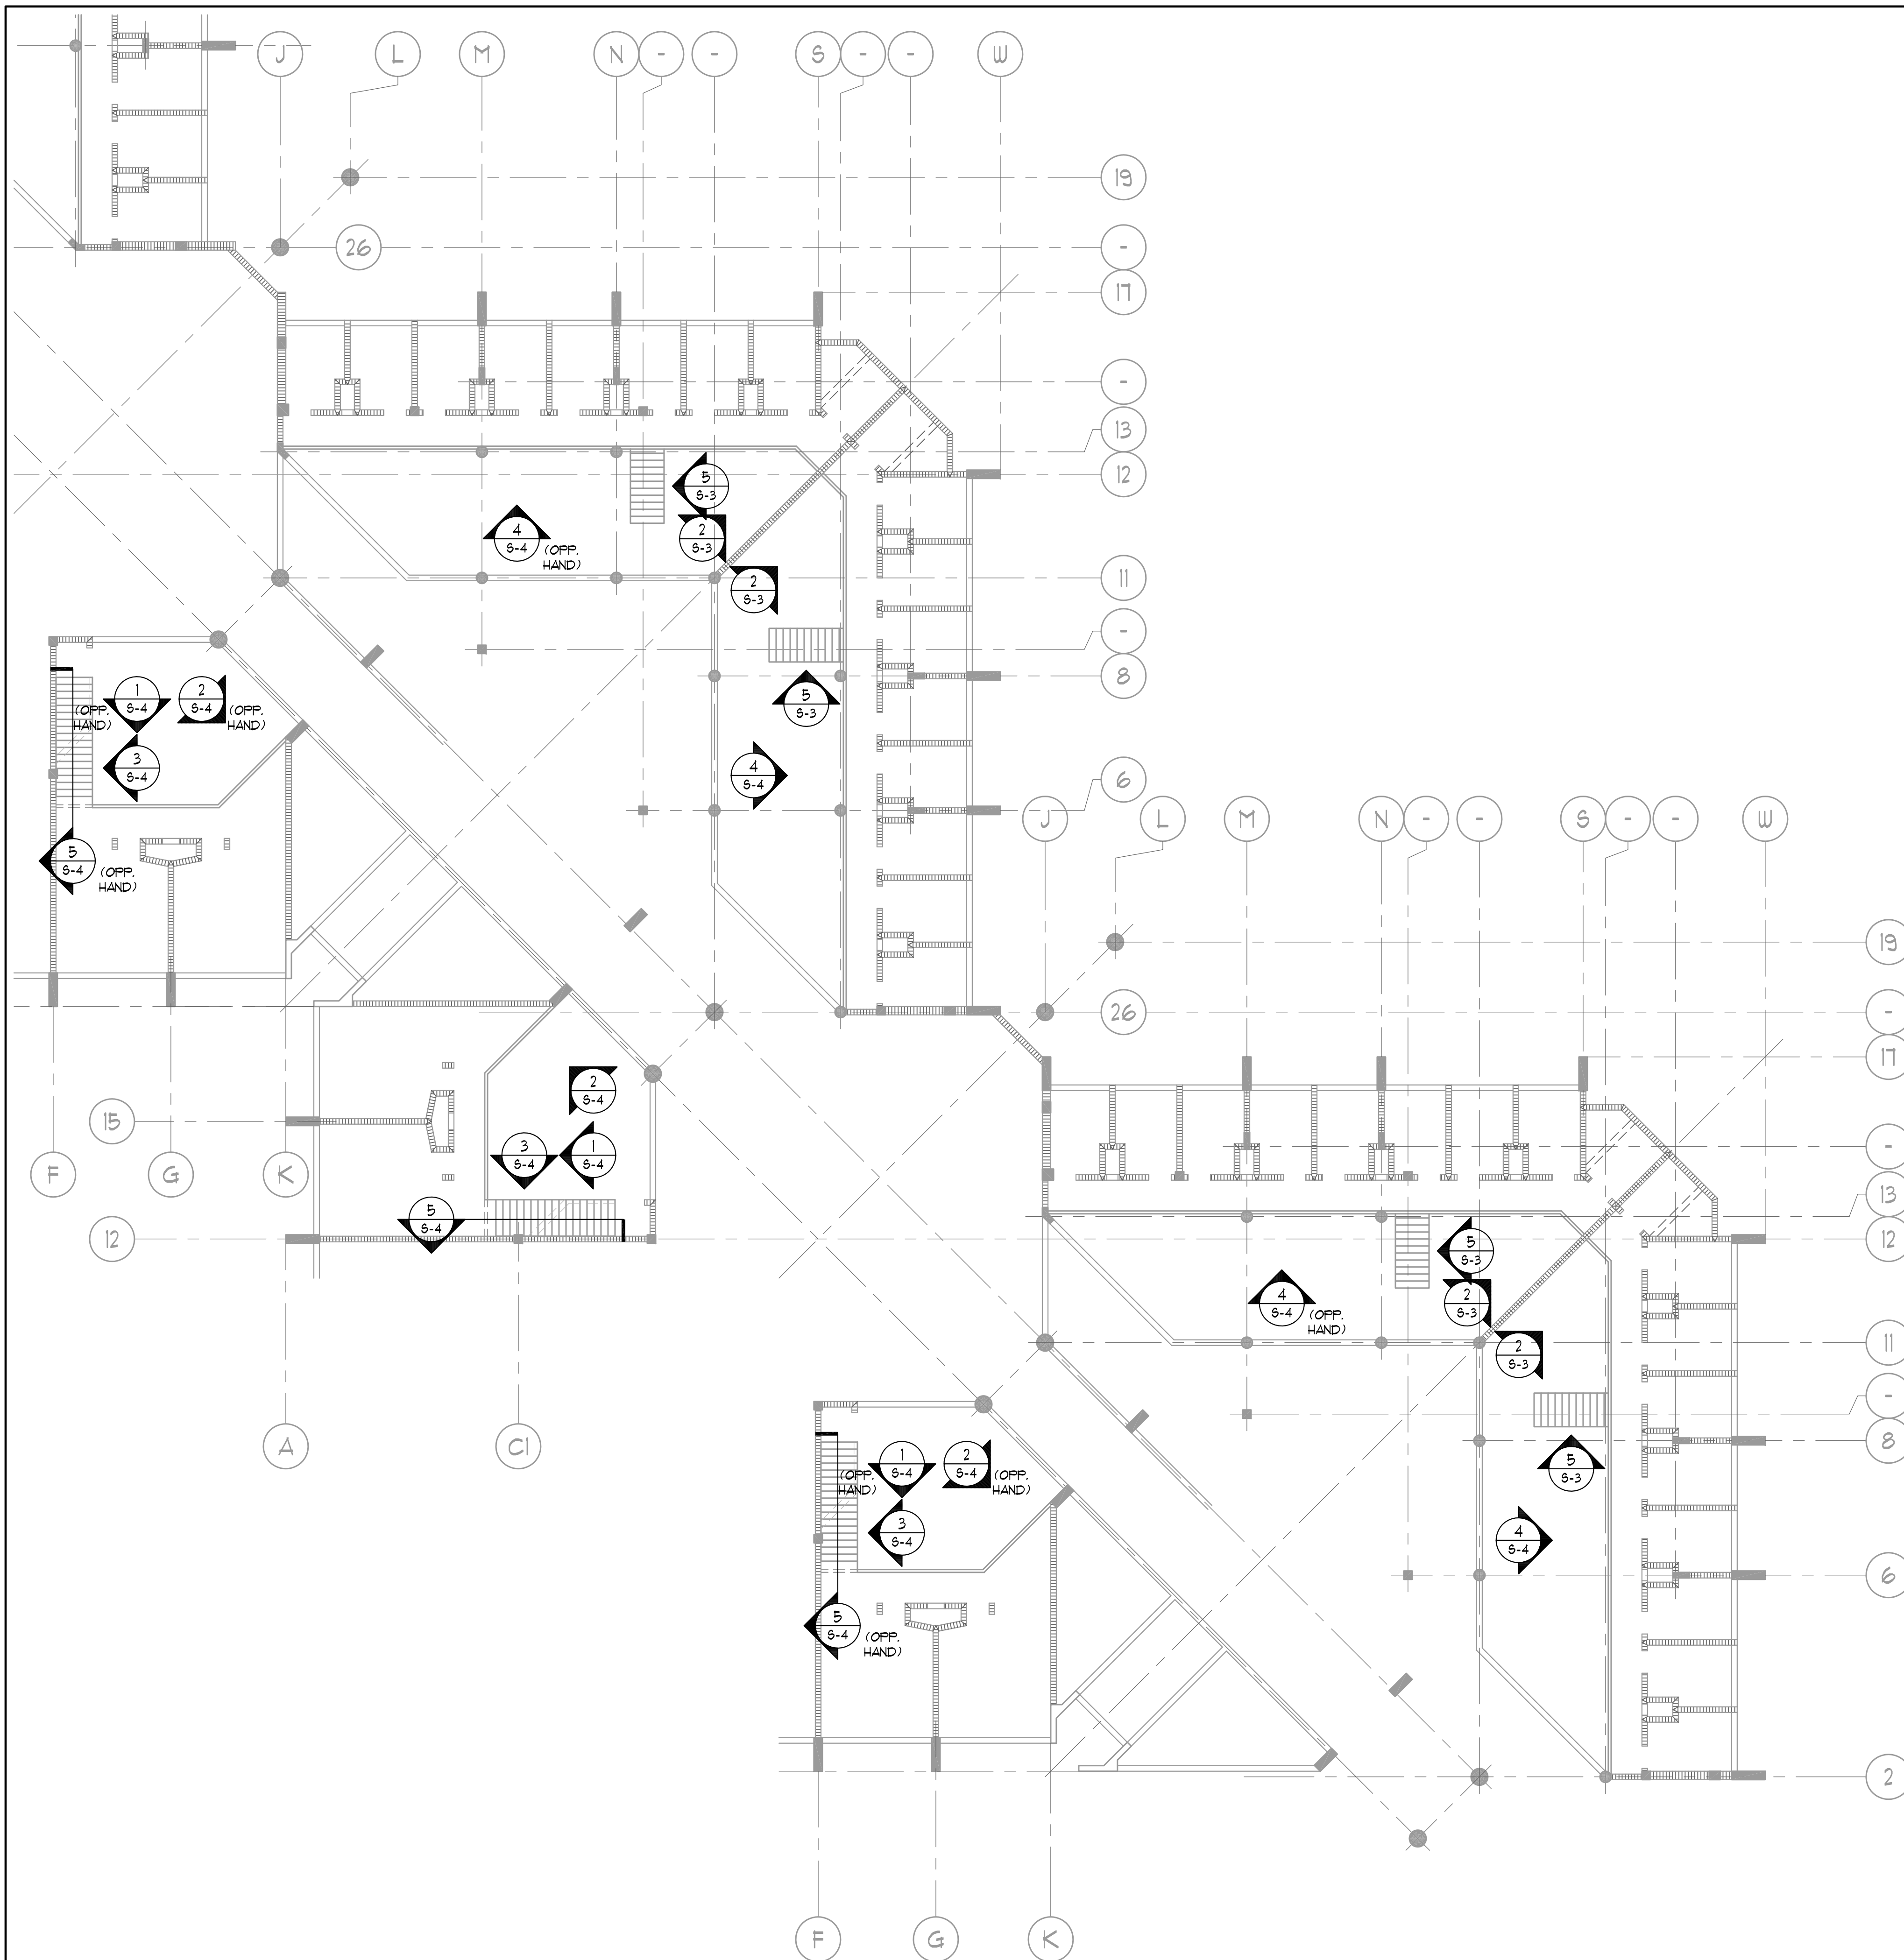 J L M N - - S - - W
19
26 -
17
-
13
12
5
S-3
4
S-4
(OPP.
HAND)
2
S-3
2
S-3
11
-
8
1
S-4
(OPP.
HAND)
2
S-4
(OPP.
HAND)
5
S-3
3
S-4
4
S-4
6
5
S-4
(OPP.
HAND)
J L M N - - S - - W
19
26 -
17
2
S-4
15
3
S-4
1
S-4
-
F G K
13
5
S-4
12
12
5
S-3
4
S-4
(OPP.
HAND)
2
S-3
2
S-3
11
-
A C1
8
1
S-4
(OPP.
HAND)
2
S-4
(OPP.
HAND)
5
S-3
3
S-4
4
S-4
6
5
S-4
(OPP.
HAND)
2
F G K